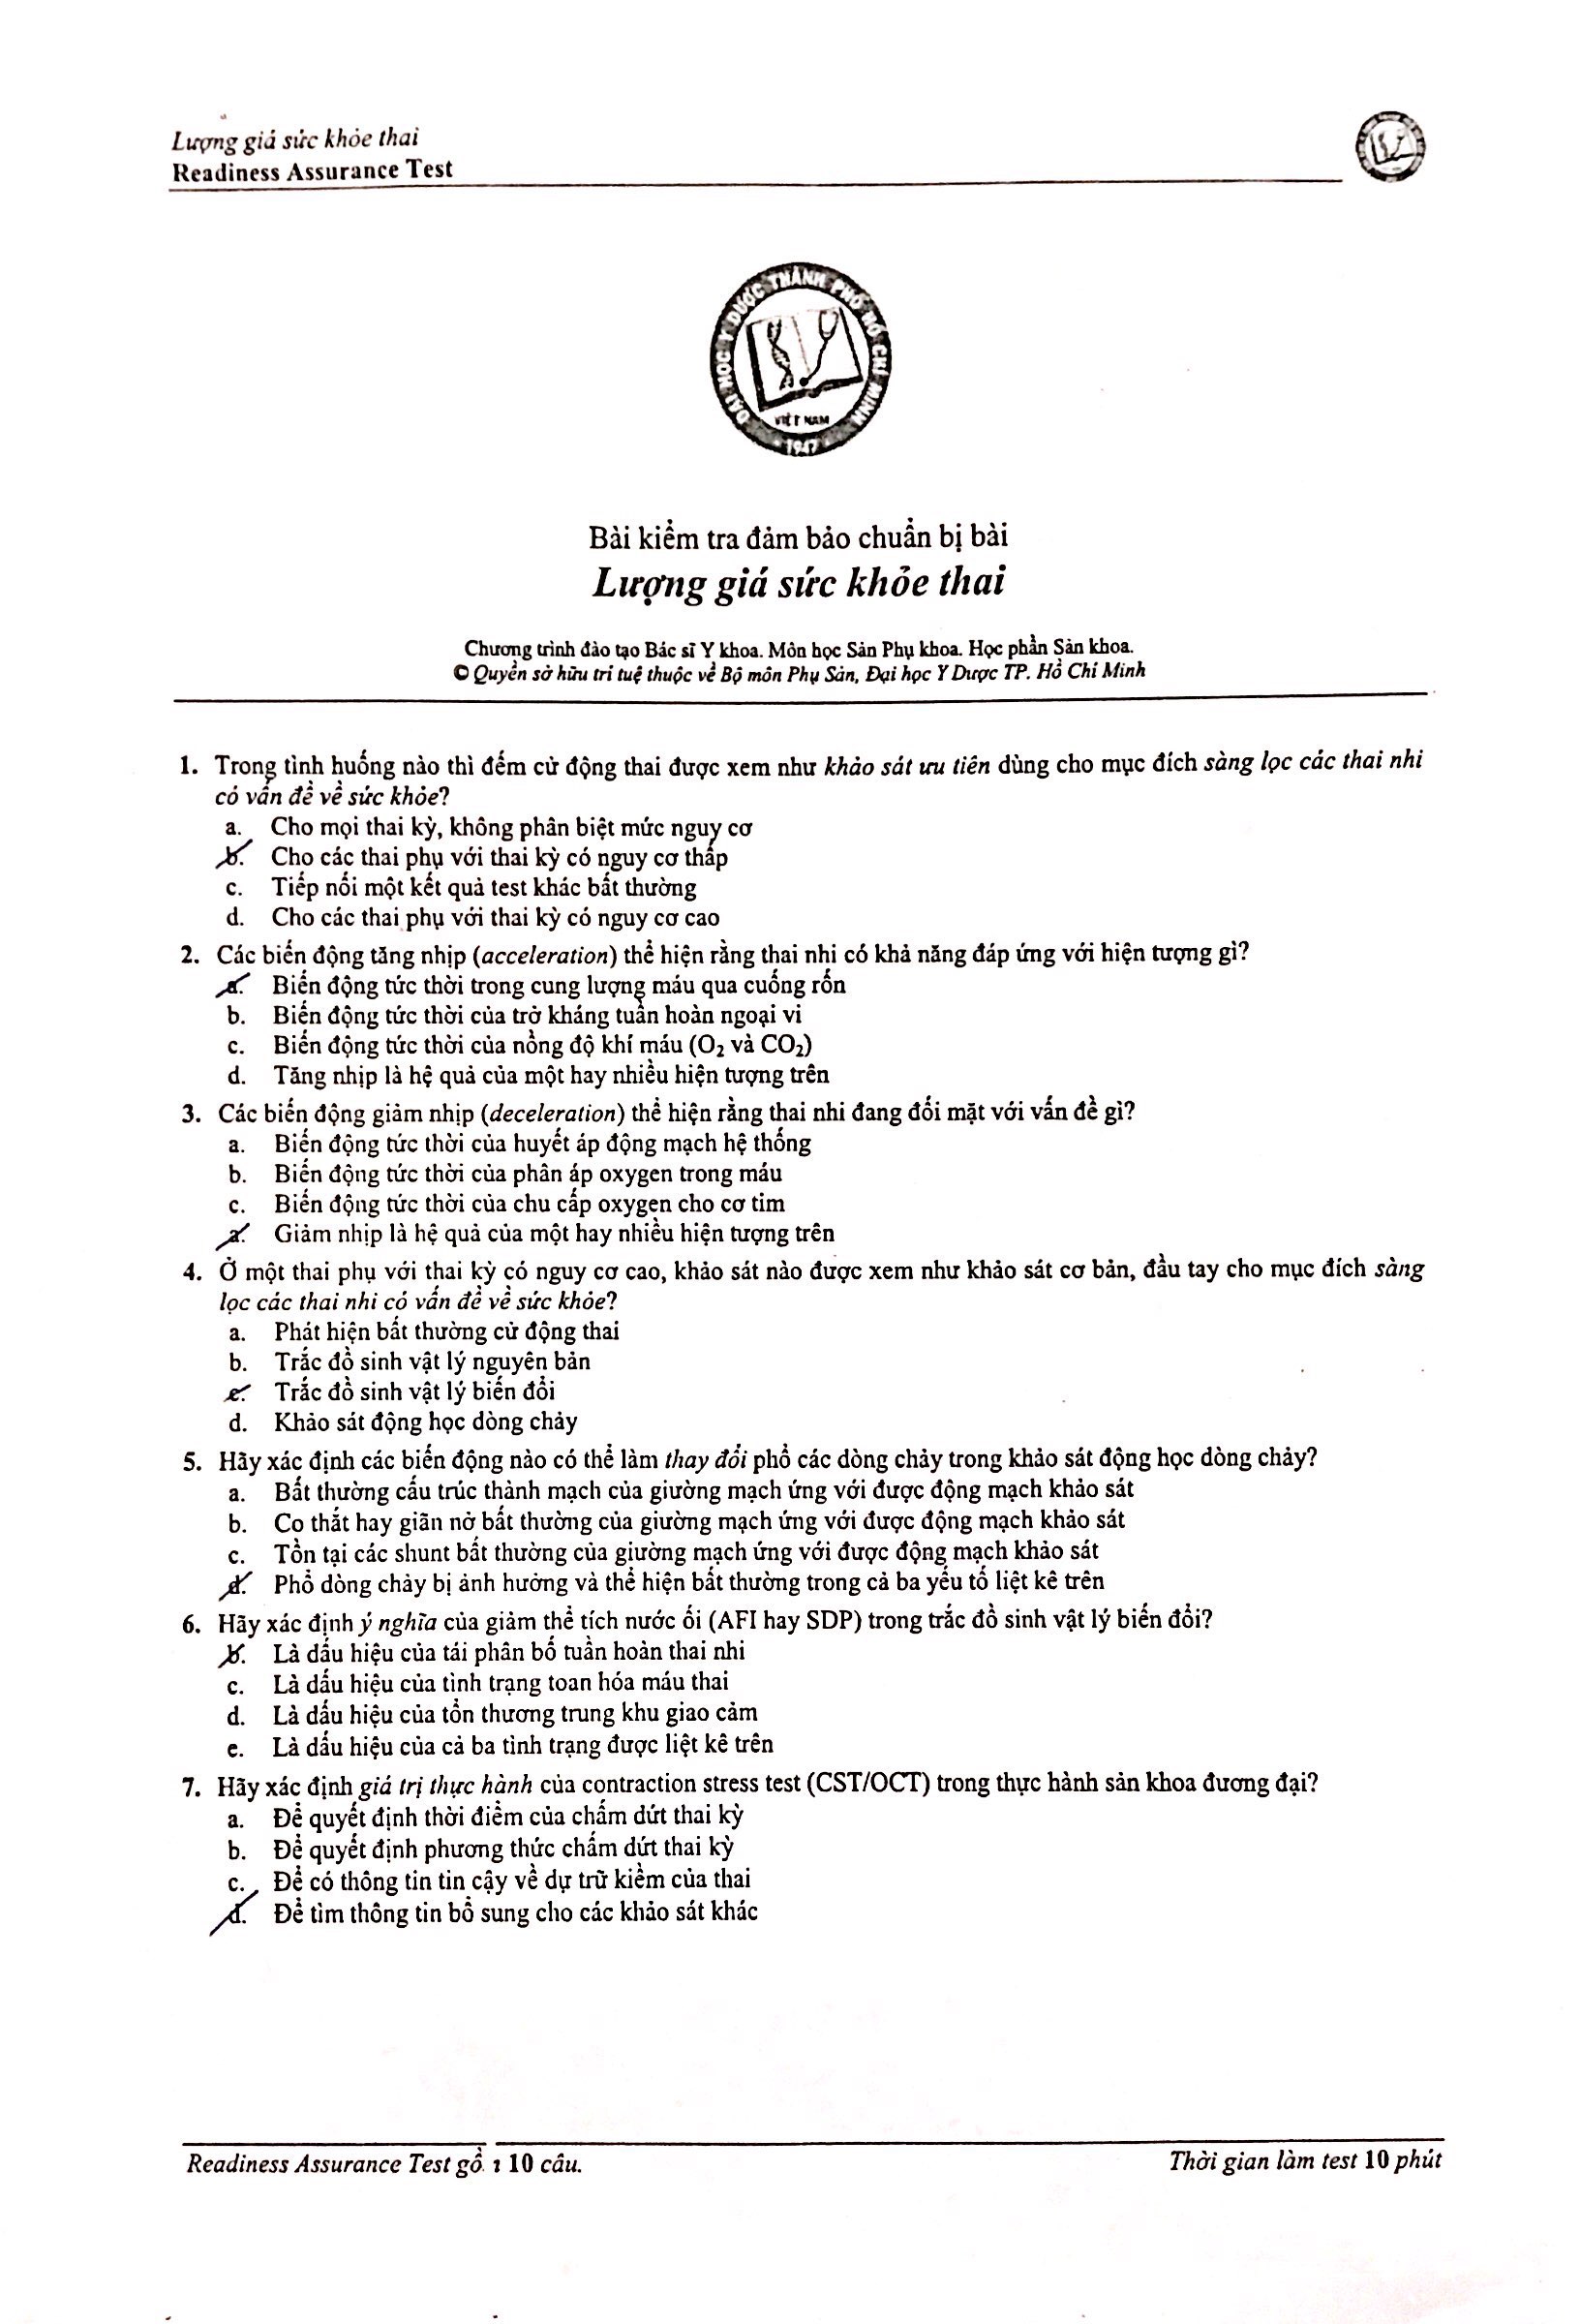 Lượng giá sức khỏe thai
Readiness Assurance Test
ĐẠI HỌC Y DƯỢC THÀNH PHỐ HỒ CHÍ MINH
VIỆT NAM
1947
Bài kiểm tra đảm bảo chuẩn bị bài
Lượng giá sức khỏe thai
Chương trình đào tạo Bác sĩ Y khoa. Môn học Sản Phụ khoa. Học phần Sản khoa.
© Quyền sở hữu trí tuệ thuộc về Bộ môn Phụ Sản, Đại học Y Dược TP. Hồ Chí Minh
1. Trong tình huống nào thì đếm cử động thai được xem như khảo sát ưu tiên dùng cho mục đích sàng lọc các thai nhi
có vấn đề về sức khỏe?
a. Cho mọi thai kỳ, không phân biệt mức nguy cơ
b. Cho các thai phụ với thai kỳ có nguy cơ thấp
c. Tiếp nối một kết quả test khác bất thường
d. Cho các thai phụ với thai kỳ có nguy cơ cao
2. Các biến động tăng nhịp (acceleration) thể hiện rằng thai nhi có khả năng đáp ứng với hiện tượng gì?
a. Biến động tức thời trong cung lượng máu qua cuống rốn
b. Biến động tức thời của trở kháng tuần hoàn ngoại vi
c. Biến động tức thời của nồng độ khí máu (O₂ và CO₂)
d. Tăng nhịp là hệ quả của một hay nhiều hiện tượng trên
3. Các biến động giảm nhịp (deceleration) thể hiện rằng thai nhi đang đối mặt với vấn đề gì?
a. Biến động tức thời của huyết áp động mạch hệ thống
b. Biến động tức thời của phân áp oxygen trong máu
c. Biến động tức thời của chu cấp oxygen cho cơ tim
d. Giảm nhịp là hệ quả của một hay nhiều hiện tượng trên
4. Ở một thai phụ với thai kỳ có nguy cơ cao, khảo sát nào được xem như khảo sát cơ bản, đầu tay cho mục đích sàng
lọc các thai nhi có vấn đề về sức khỏe?
a. Phát hiện bất thường cử động thai
b. Trắc đồ sinh vật lý nguyên bản
c. Trắc đồ sinh vật lý biến đổi
d. Khảo sát động học dòng chảy
5. Hãy xác định các biến động nào có thể làm thay đổi phổ các dòng chảy trong khảo sát động học dòng chảy?
a. Bất thường cấu trúc thành mạch của giường mạch ứng với được động mạch khảo sát
b. Co thắt hay giãn nở bất thường của giường mạch ứng với được động mạch khảo sát
c. Tồn tại các shunt bất thường của giường mạch ứng với được động mạch khảo sát
d. Phổ dòng chảy bị ảnh hưởng và thể hiện bất thường trong cả ba yếu tố liệt kê trên
6. Hãy xác định ý nghĩa của giảm thể tích nước ối (AFI hay SDP) trong trắc đồ sinh vật lý biến đổi?
b. Là dấu hiệu của tái phân bố tuần hoàn thai nhi
c. Là dấu hiệu của tình trạng toan hóa máu thai
d. Là dấu hiệu của tổn thương trung khu giao cảm
e. Là dấu hiệu của cả ba tình trạng được liệt kê trên
7. Hãy xác định giá trị thực hành của contraction stress test (CST/OCT) trong thực hành sản khoa đương đại?
a. Để quyết định thời điểm của chấm dứt thai kỳ
b. Để quyết định phương thức chấm dứt thai kỳ
c. Để có thông tin tin cậy về dự trữ kiềm của thai
d. Để tìm thông tin bổ sung cho các khảo sát khác
Readiness Assurance Test gồ 10 câu.
Thời gian làm test 10 phút